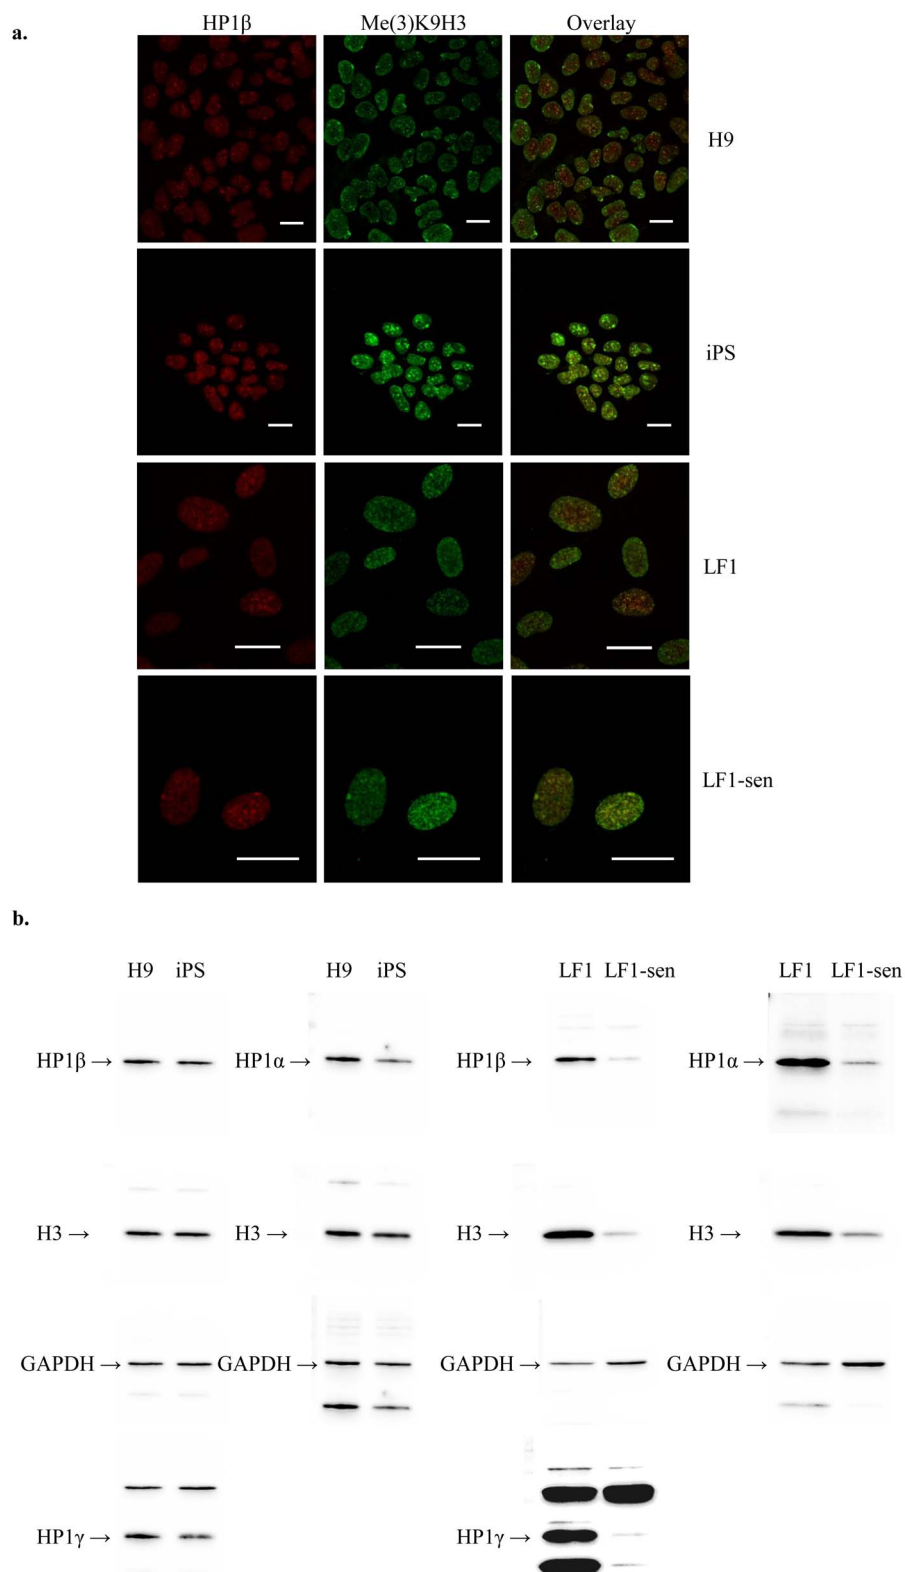 a.
HP1β Me(3)K9H3 Overlay
H9
iPS
LF1
LF1-sen
b.
H9 iPS H9 iPS LF1 LF1-sen LF1 LF1-sen
HP1β → HP1α → HP1β → HP1α →
H3 → H3 → H3 → H3 →
GAPDH → GAPDH → GAPDH → GAPDH →
HP1γ → HP1γ →